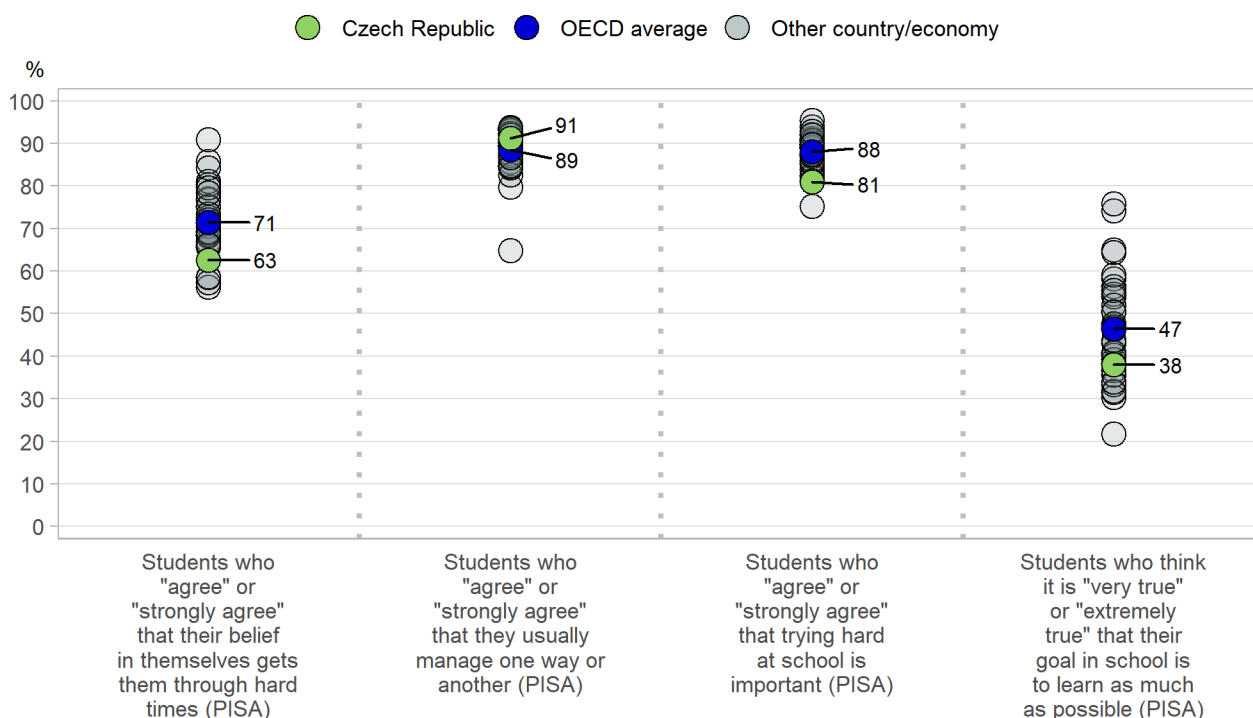 Czech Republic OECD average Other country/economy
%
100
90
80
70
60
50
40
30
20
10
0
71
63
91
89
88
81
47
38
Students who
"agree" or
"strongly agree"
that their belief
in themselves gets
them through hard
times (PISA)
Students who
"agree" or
"strongly agree"
that they usually
manage one way or
another (PISA)
Students who
"agree" or
"strongly agree"
that trying hard
at school is
important (PISA)
Students who think
it is "very true"
or "extremely
true" that their
goal in school is
to learn as much
as possible (PISA)